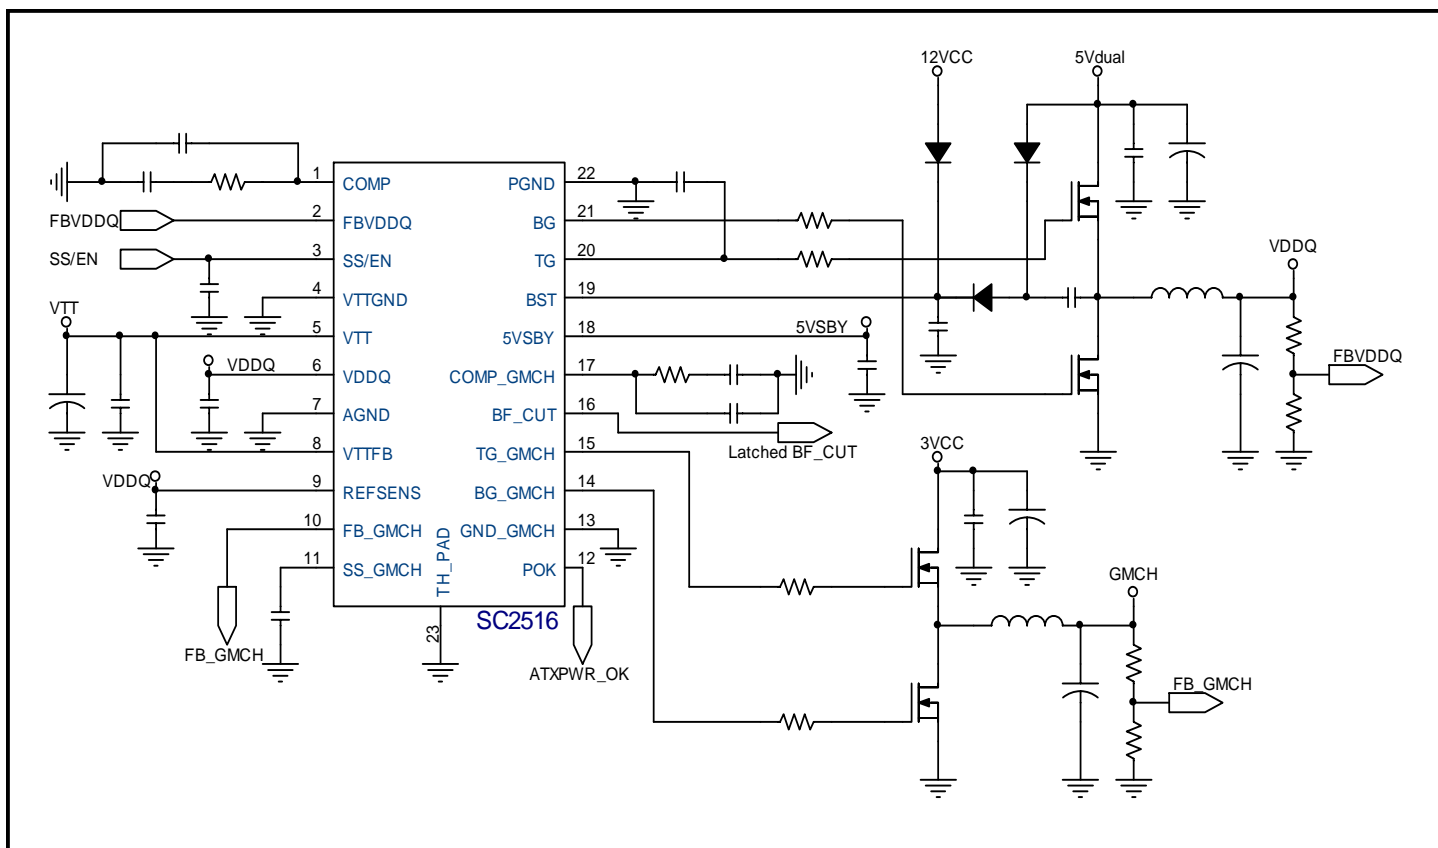 12VCC
5Vdual
1
COMP
FBVDDQ
2
FBVDDQ
SS/EN
3
SS/EN
4
VTTGND
VTT
5
VTT
VDDQ
6
VDDQ
7
AGND
8
VTTFB
VDDQ
9
REFSENS
10
FB_GMCH
11
SS_GMCH
FB_GMCH
TH_PAD
23
SC2516
22
PGND
21
BG
20
TG
19
BST
18
5VSBY
5VSBY
17
COMP_GMCH
16
BF_CUT
Latched BF_CUT
15
TG_GMCH
14
BG_GMCH
13
GND_GMCH
12
POK
ATXPWR_OK
VDDQ
FBVDDQ
3VCC
GMCH
FB_GMCH